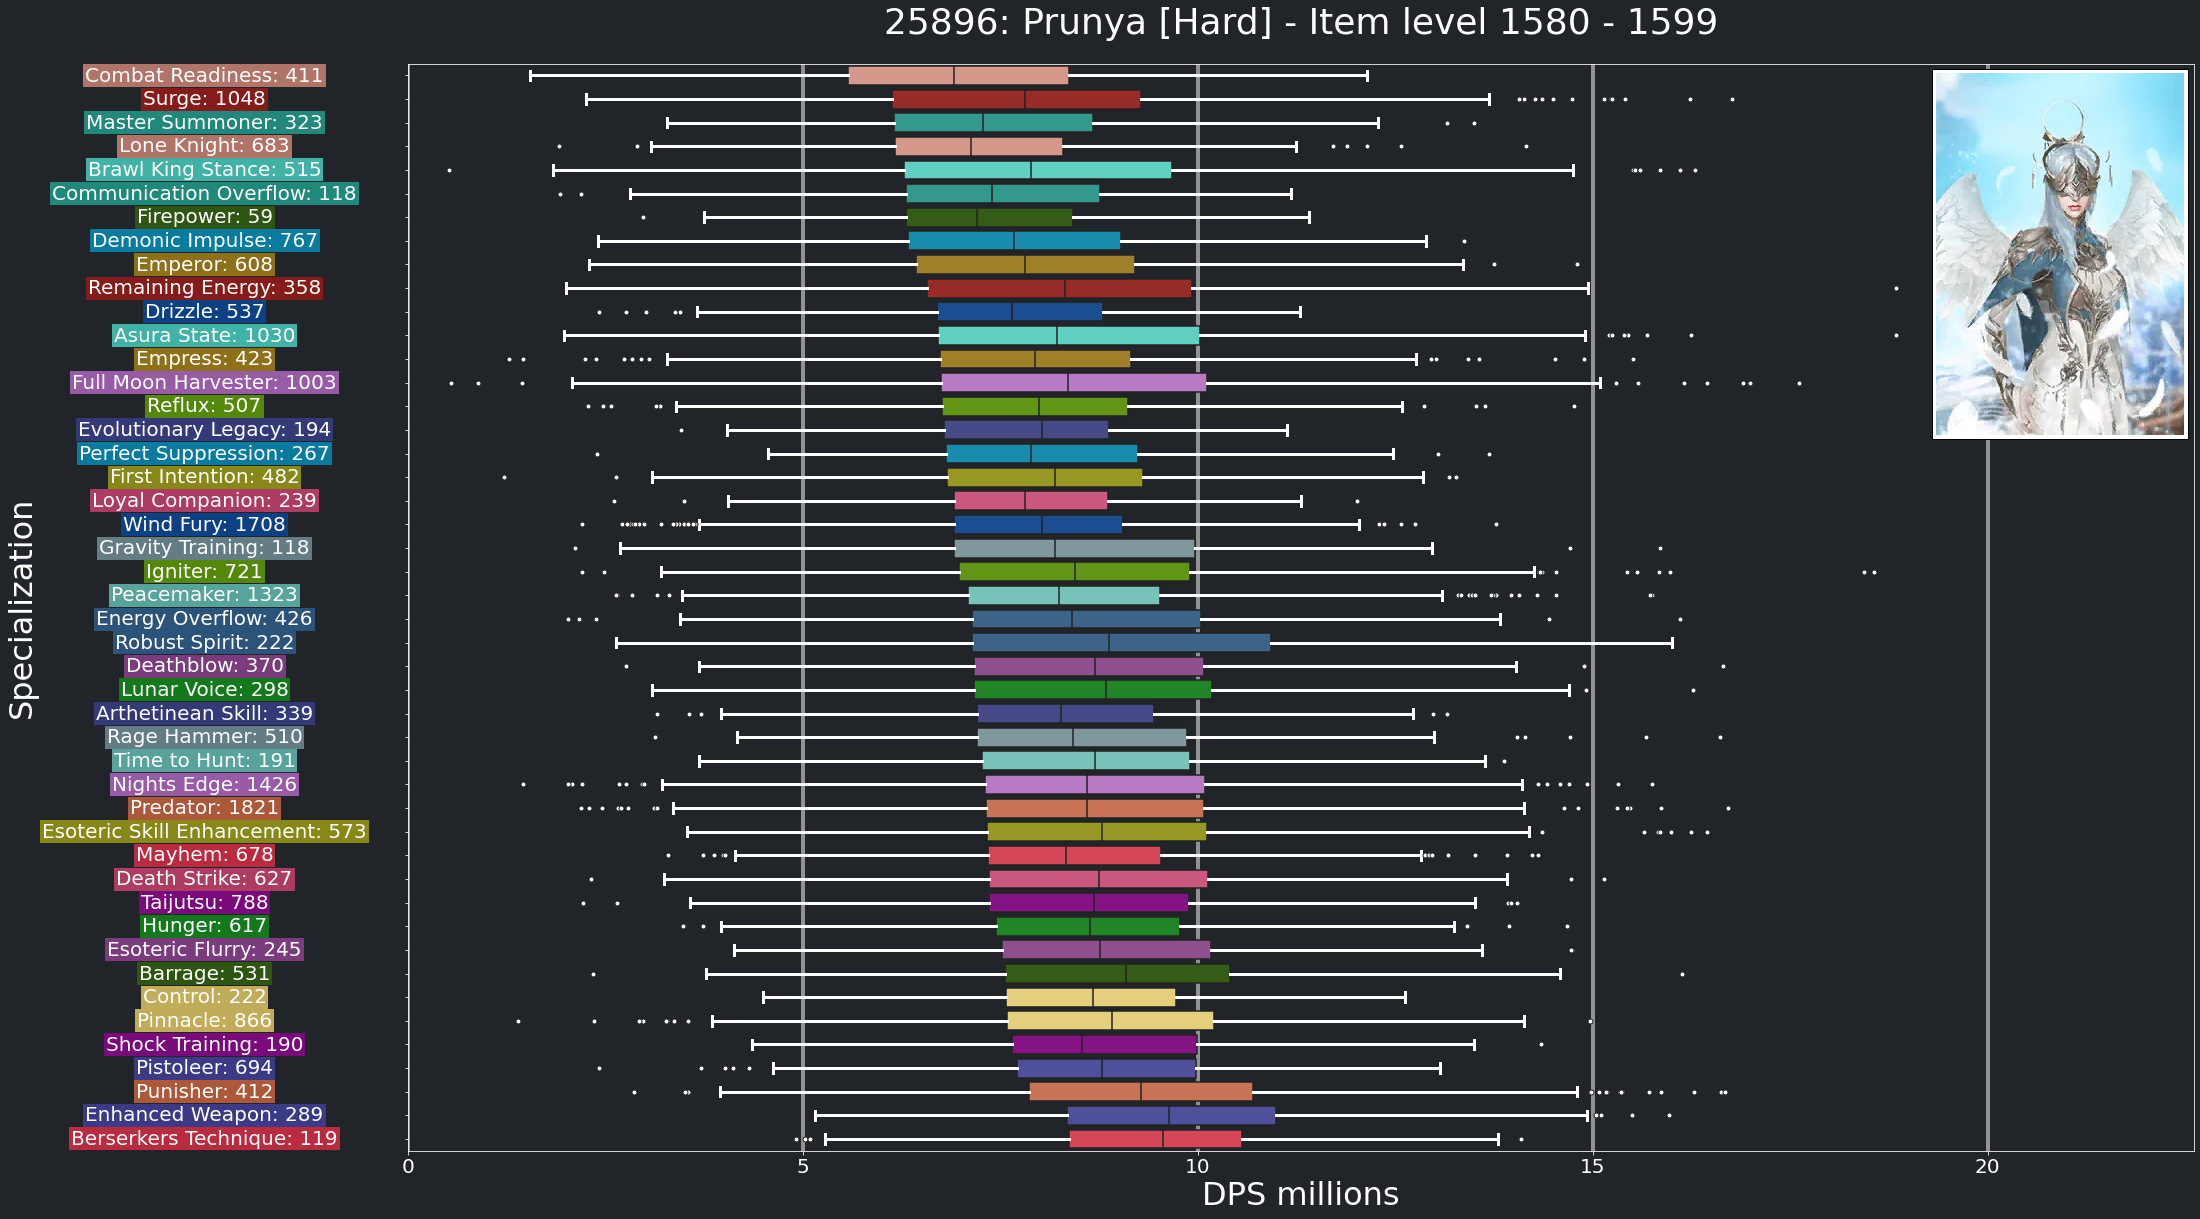 25896: Prunya [Hard] - Item level 1580 - 1599
Specialization
Combat Readiness: 411
Surge: 1048
Master Summoner: 323
Lone Knight: 683
Brawl King Stance: 515
Communication Overflow: 118
Firepower: 59
Demonic Impulse: 767
Emperor: 608
Remaining Energy: 358
Drizzle: 537
Asura State: 1030
Empress: 423
Full Moon Harvester: 1003
Reflux: 507
Evolutionary Legacy: 194
Perfect Suppression: 267
First Intention: 482
Loyal Companion: 239
Wind Fury: 1708
Gravity Training: 118
Igniter: 721
Peacemaker: 1323
Energy Overflow: 426
Robust Spirit: 222
Deathblow: 370
Lunar Voice: 298
Arthetinean Skill: 339
Rage Hammer: 510
Time to Hunt: 191
Nights Edge: 1426
Predator: 1821
Esoteric Skill Enhancement: 573
Mayhem: 678
Death Strike: 627
Taijutsu: 788
Hunger: 617
Esoteric Flurry: 245
Barrage: 531
Control: 222
Pinnacle: 866
Shock Training: 190
Pistoleer: 694
Punisher: 412
Enhanced Weapon: 289
Berserkers Technique: 119
0 5 10 15 20
DPS millions